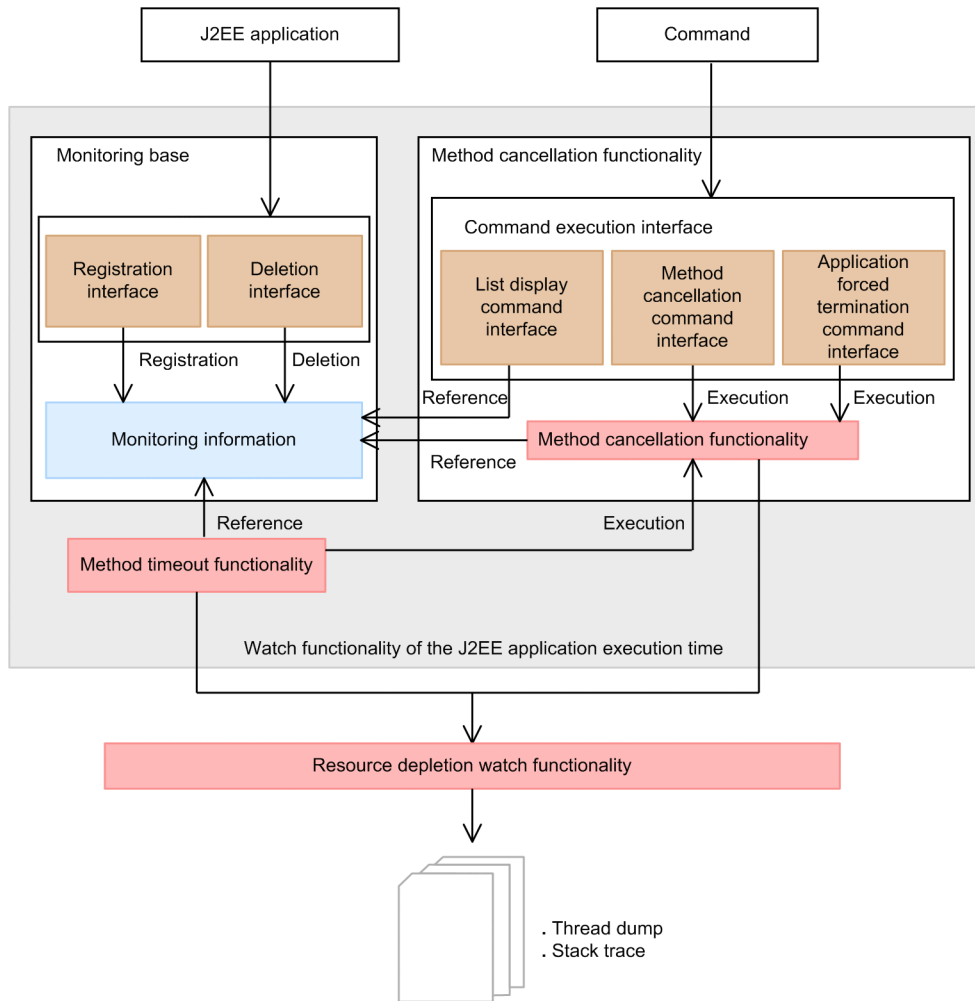 J2EE application
Command
Monitoring base
Method cancellation functionality
Command execution interface
Registration
interface
Deletion
interface
List display
command
interface
Method
cancellation
command
interface
Application
forced
termination
command
interface
Registration
Deletion
Reference
Execution
Execution
Monitoring information
Method cancellation functionality
Reference
Reference
Execution
Method timeout functionality
Watch functionality of the J2EE application execution time
Resource depletion watch functionality
. Thread dump
. Stack trace